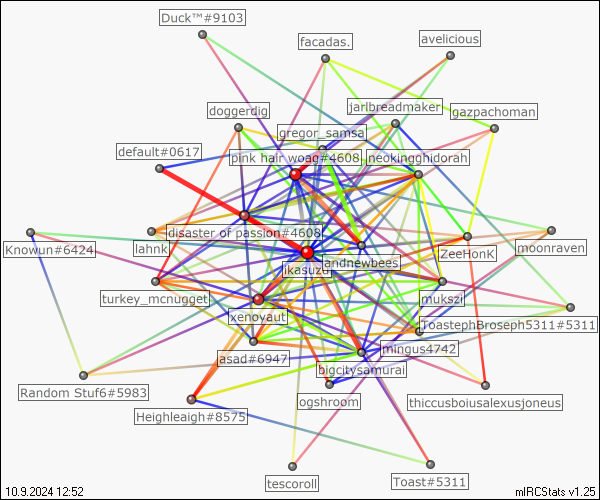 Duck™#9103
facadas.
avelicious
doggerdig
jarlbreadmaker
gazpachoman
gregor_samsa
default#0617
pink hair woag#4608
neokingghidorah
disaster of passion#4608
Knowun#6424
lahnk
andnewbees
ZeeHonk
moonraven
ikasuzu
turkey_mcnugget
mukszil
xenovaut
ToastephBroseph5311#5311
asad#6947
mingus4742
bigcitysamurai
Random Stuf6#5983
ogshroom
thiccusboiusalexusjoneus
Heighleaigh#8575
tescoroll
Toast#5311
10.9.2024 12:52
mIRCStats v1.25